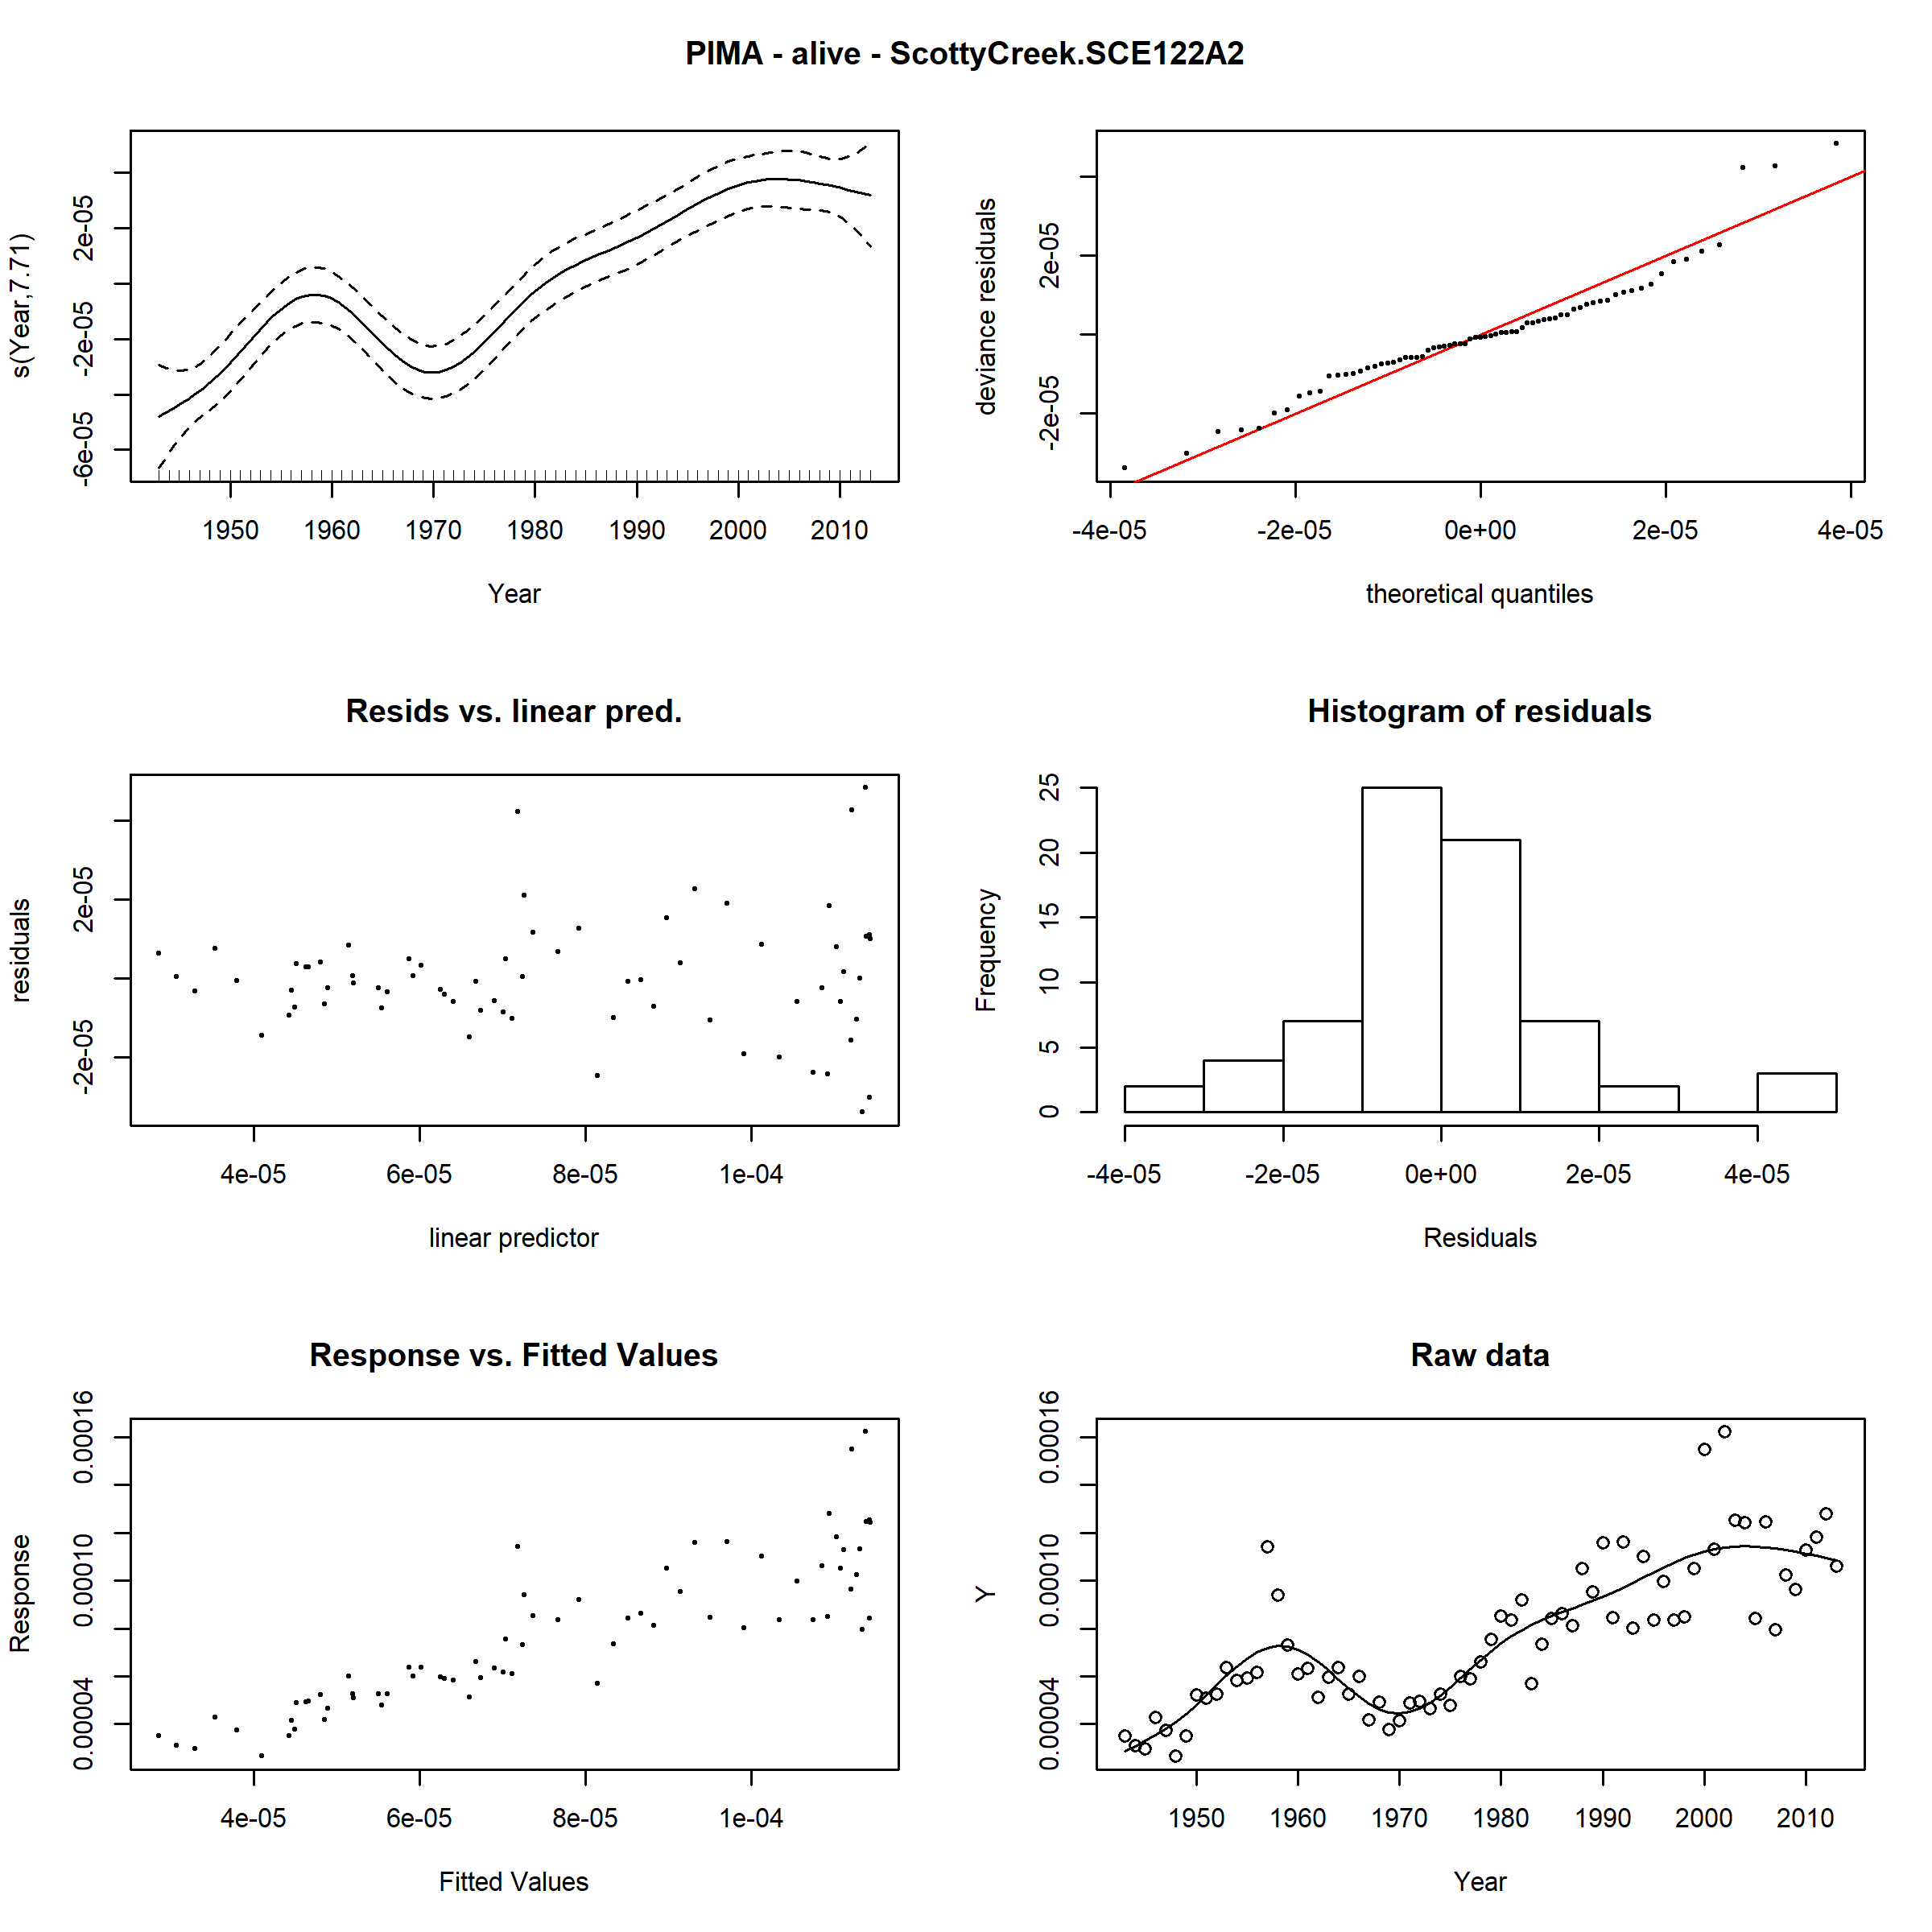 PIMA - alive - ScottyCreek.SCE122A2
s(Year,7.71)
-6e-05 -2e-05 2e-05
1950 1960 1970 1980 1990 2000 2010
Year
deviance residuals
-2e-05 2e-05
-4e-05 -2e-05 0e+00 2e-05 4e-05
theoretical quantiles
Resids vs. linear pred.
residuals
-2e-05 2e-05
4e-05 6e-05 8e-05 1e-04
linear predictor
Histogram of residuals
Frequency
0 5 10 15 20 25
-4e-05 -2e-05 0e+00 2e-05 4e-05
Residuals
Response vs. Fitted Values
Response
0.00004 0.00010 0.00016
4e-05 6e-05 8e-05 1e-04
Fitted Values
Raw data
Y
0.00004 0.00010 0.00016
1950 1960 1970 1980 1990 2000 2010
Year